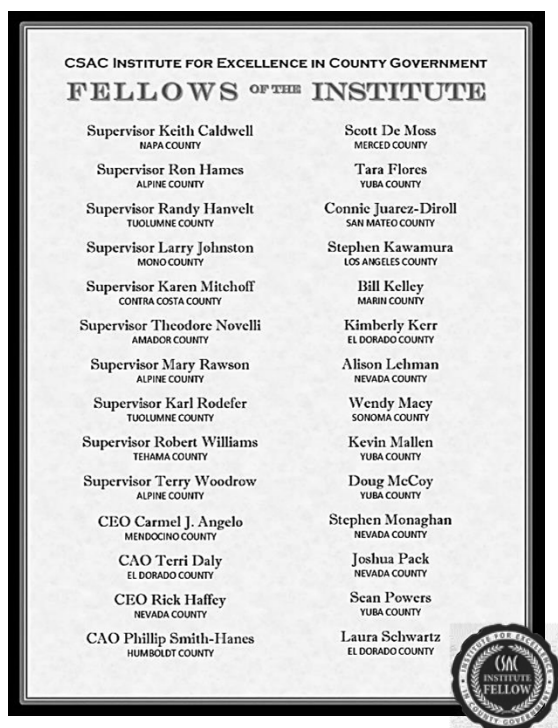 CSAC INSTITUTE FOR EXCELLENCE IN COUNTY GOVERNMENT
FELLOWS OF THE INSTITUTE
Supervisor Keith Caldwell
NAPA COUNTY
Supervisor Ron Hames
ALPINE COUNTY
Supervisor Randy Hanvelt
TUOLUMNE COUNTY
Supervisor Larry Johnston
MONO COUNTY
Supervisor Karen Mitchoff
CONTRA COSTA COUNTY
Supervisor Theodore Novelli
AMADOR COUNTY
Supervisor Mary Rawson
ALPINE COUNTY
Supervisor Karl Rodefer
TUOLUMNE COUNTY
Supervisor Robert Williams
TEHAMA COUNTY
Supervisor Terry Woodrow
ALPINE COUNTY
CEO Carmel J. Angelo
MENDOCINO COUNTY
CAO Terri Daly
EL DORADO COUNTY
CEO Rick Haffey
NEVADA COUNTY
CAO Phillip Smith-Hanes
HUMBOLDT COUNTY
Scott De Moss
MERCED COUNTY
Tara Flores
YUBA COUNTY
Connie Juarez-Diroll
SAN MATEO COUNTY
Stephen Kawamura
LOS ANGELES COUNTY
Bill Kelley
MARIN COUNTY
Kimberly Kerr
EL DORADO COUNTY
Alison Lehman
NEVADA COUNTY
Wendy Macy
SONOMA COUNTY
Kevin Mallen
YUBA COUNTY
Doug McCoy
YUBA COUNTY
Stephen Monaghan
NEVADA COUNTY
Joshua Pack
NEVADA COUNTY
Sean Powers
YUBA COUNTY
Laura Schwartz
EL DORADO COUNTY
INSTITUTE FOR EXCELLENCE
CSAC
INSTITUTE
FELLOW
IN COUNTY GOVERNMENT